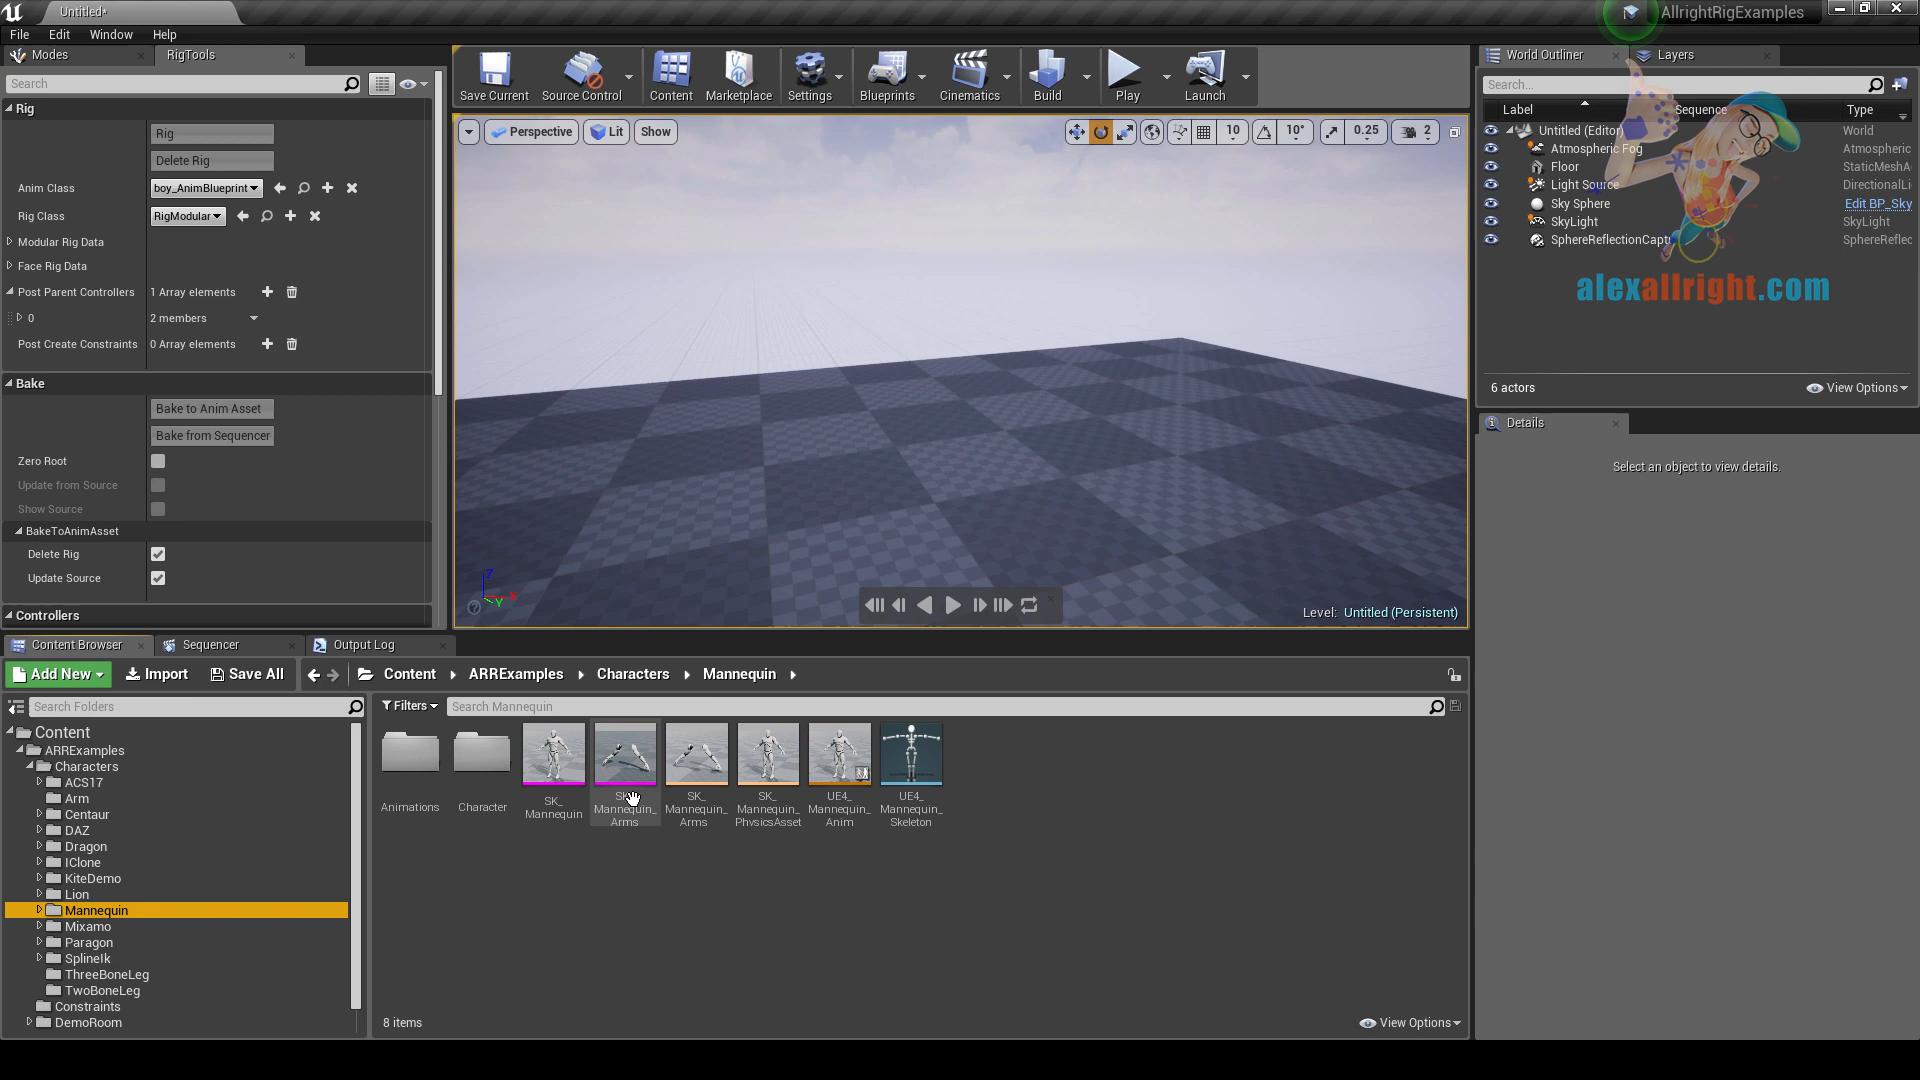 Untitled*
AllrightRigExamples
File Edit Window Help
Modes
RigTools
Search
Rig
Rig
Delete Rig
Anim Class boy_AnimBlueprint
Rig Class RigModular
Modular Rig Data
Face Rig Data
Post Parent Controllers 1 Array elements
0 2 members
Post Create Constraints 0 Array elements
Bake
Bake to Anim Asset
Bake from Sequencer
Zero Root
Update from Source
Show Source
BakeToAnimAsset
Delete Rig
Update Source
Controllers
Save Current Source Control Content Marketplace Settings Blueprints Cinematics Build Play Launch
Perspective Lit Show 10 10° 0.25 2
Z
X
Y
Level: Untitled (Persistent)
World Outliner
Layers
Search...
Label Sequence Type
Untitled (Editor) World
Atmospheric Fog Atmospheric
Floor StaticMeshA
Light Source DirectionalLi
Sky Sphere Edit BP_Sky
SkyLight SkyLight
SphereReflectionCapt SphereReflec
alexallright.com
6 actors
View Options
Details
Select an object to view details.
Content Browser
Sequencer
Output Log
Add New Import Save All Content ARRExamples Characters Mannequin
Search Folders
Filters
Search Mannequin
Content
ARRExamples
Characters
ACS17
Arm
Centaur
DAZ
Dragon
IClone
KiteDemo
Lion
Mannequin
Mixamo
Paragon
SplineIk
ThreeBoneLeg
TwoBoneLeg
Constraints
DemoRoom
Animations
Character
SK_
Mannequin
Mannequin_
Arms
SK_
Mannequin_
Arms
SK_
Mannequin_
PhysicsAsset
UE4_
Mannequin_
Anim
UE4_
Mannequin_
Skeleton
8 items
View Options